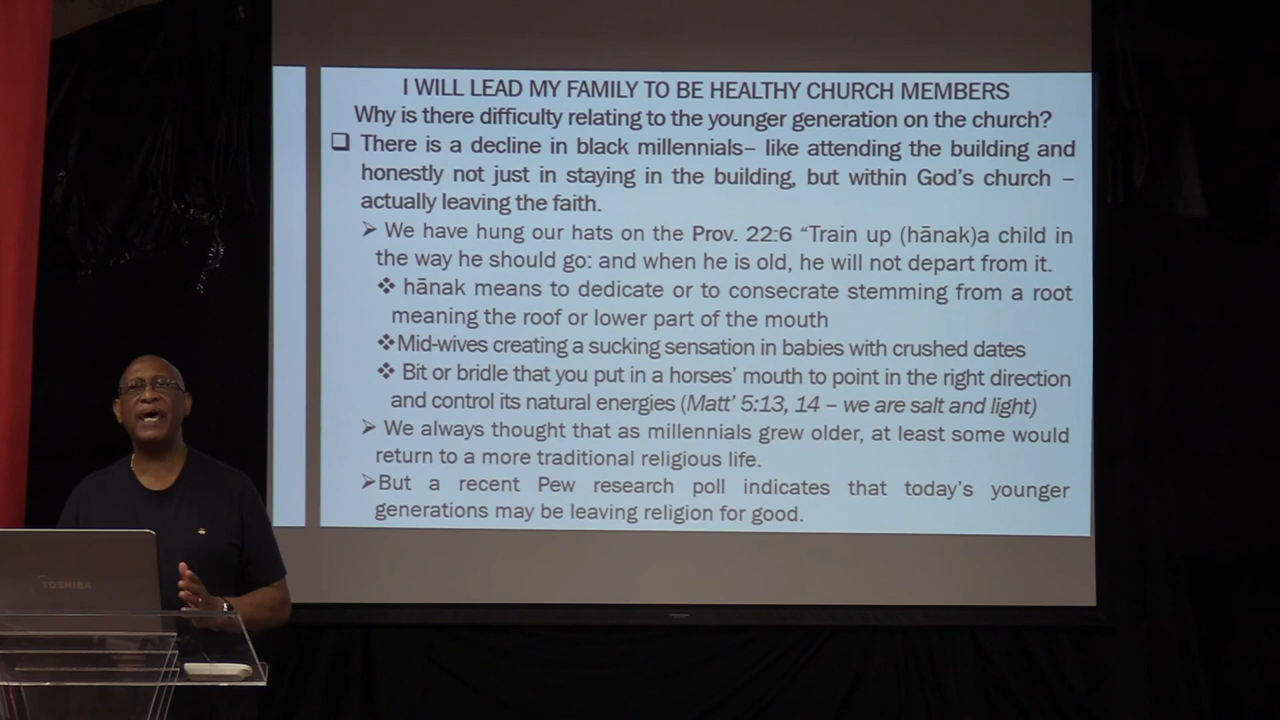 I WILL LEAD MY FAMILY TO BE HEALTHY CHURCH MEMBERS
Why is there difficulty relating to the younger generation on the church?
❑ There is a decline in black millennials– like attending the building and
honestly not just in staying in the building, but within God's church –
actually leaving the faith.
➢ We have hung our hats on the Prov. 22:6 “Train up (hānak)a child in
the way he should go: and when he is old, he will not depart from it.
❖ hānak means to dedicate or to consecrate stemming from a root
meaning the roof or lower part of the mouth
❖Mid-wives creating a sucking sensation in babies with crushed dates
❖ Bit or bridle that you put in a horses’ mouth to point in the right direction
and control its natural energies (Matt’ 5:13, 14 – we are salt and light)
➢ We always thought that as millennials grew older, at least some would
return to a more traditional religious life.
➢But a recent Pew research poll indicates that today’s younger
generations may be leaving religion for good.
TOSHIBA